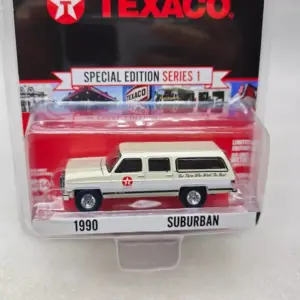 TEXACO
SPECIAL EDITION SERIES 1
TEXACO
1990
SUBURBAN